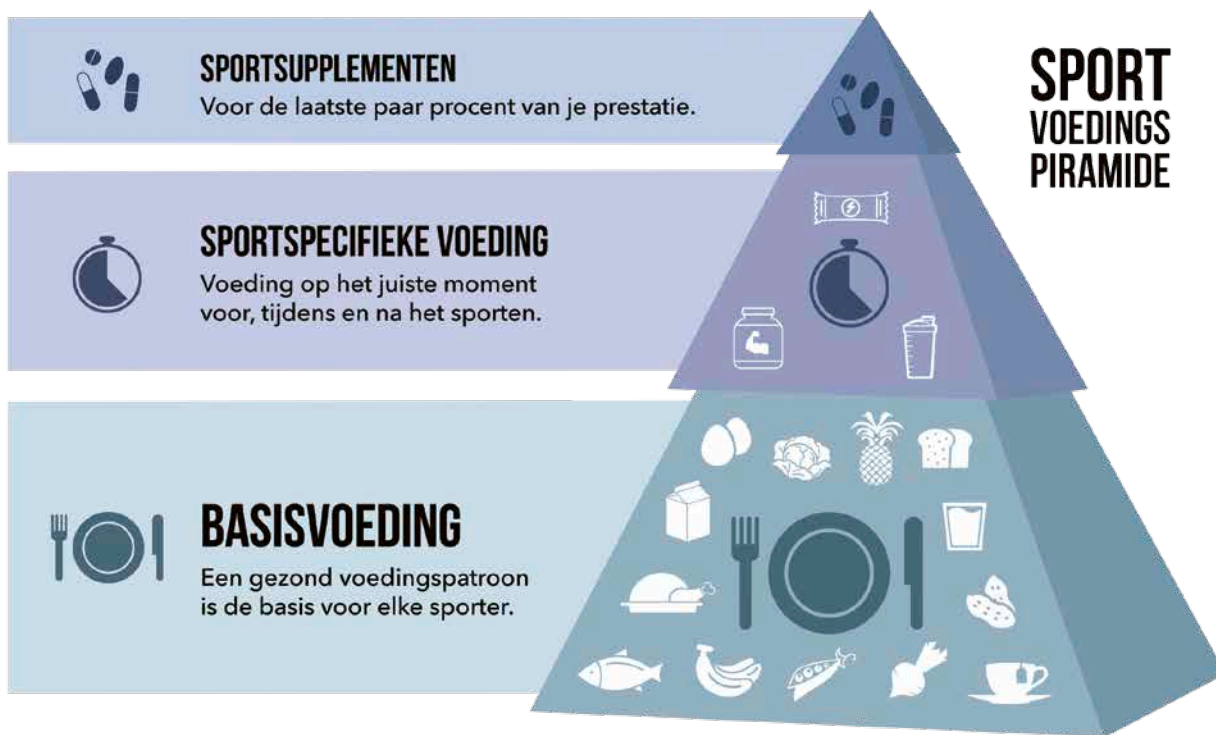 SPORTSUPPLEMENTEN
Voor de laatste paar procent van je prestatie.
SPORT
VOEDINGS
PIRAMIDE
SPORTSPECIFIEKE VOEDING
Voeding op het juiste moment
voor, tijdens en na het sporten.
BASISVOEDING
Een gezond voedingspatroon
is de basis voor elke sporter.